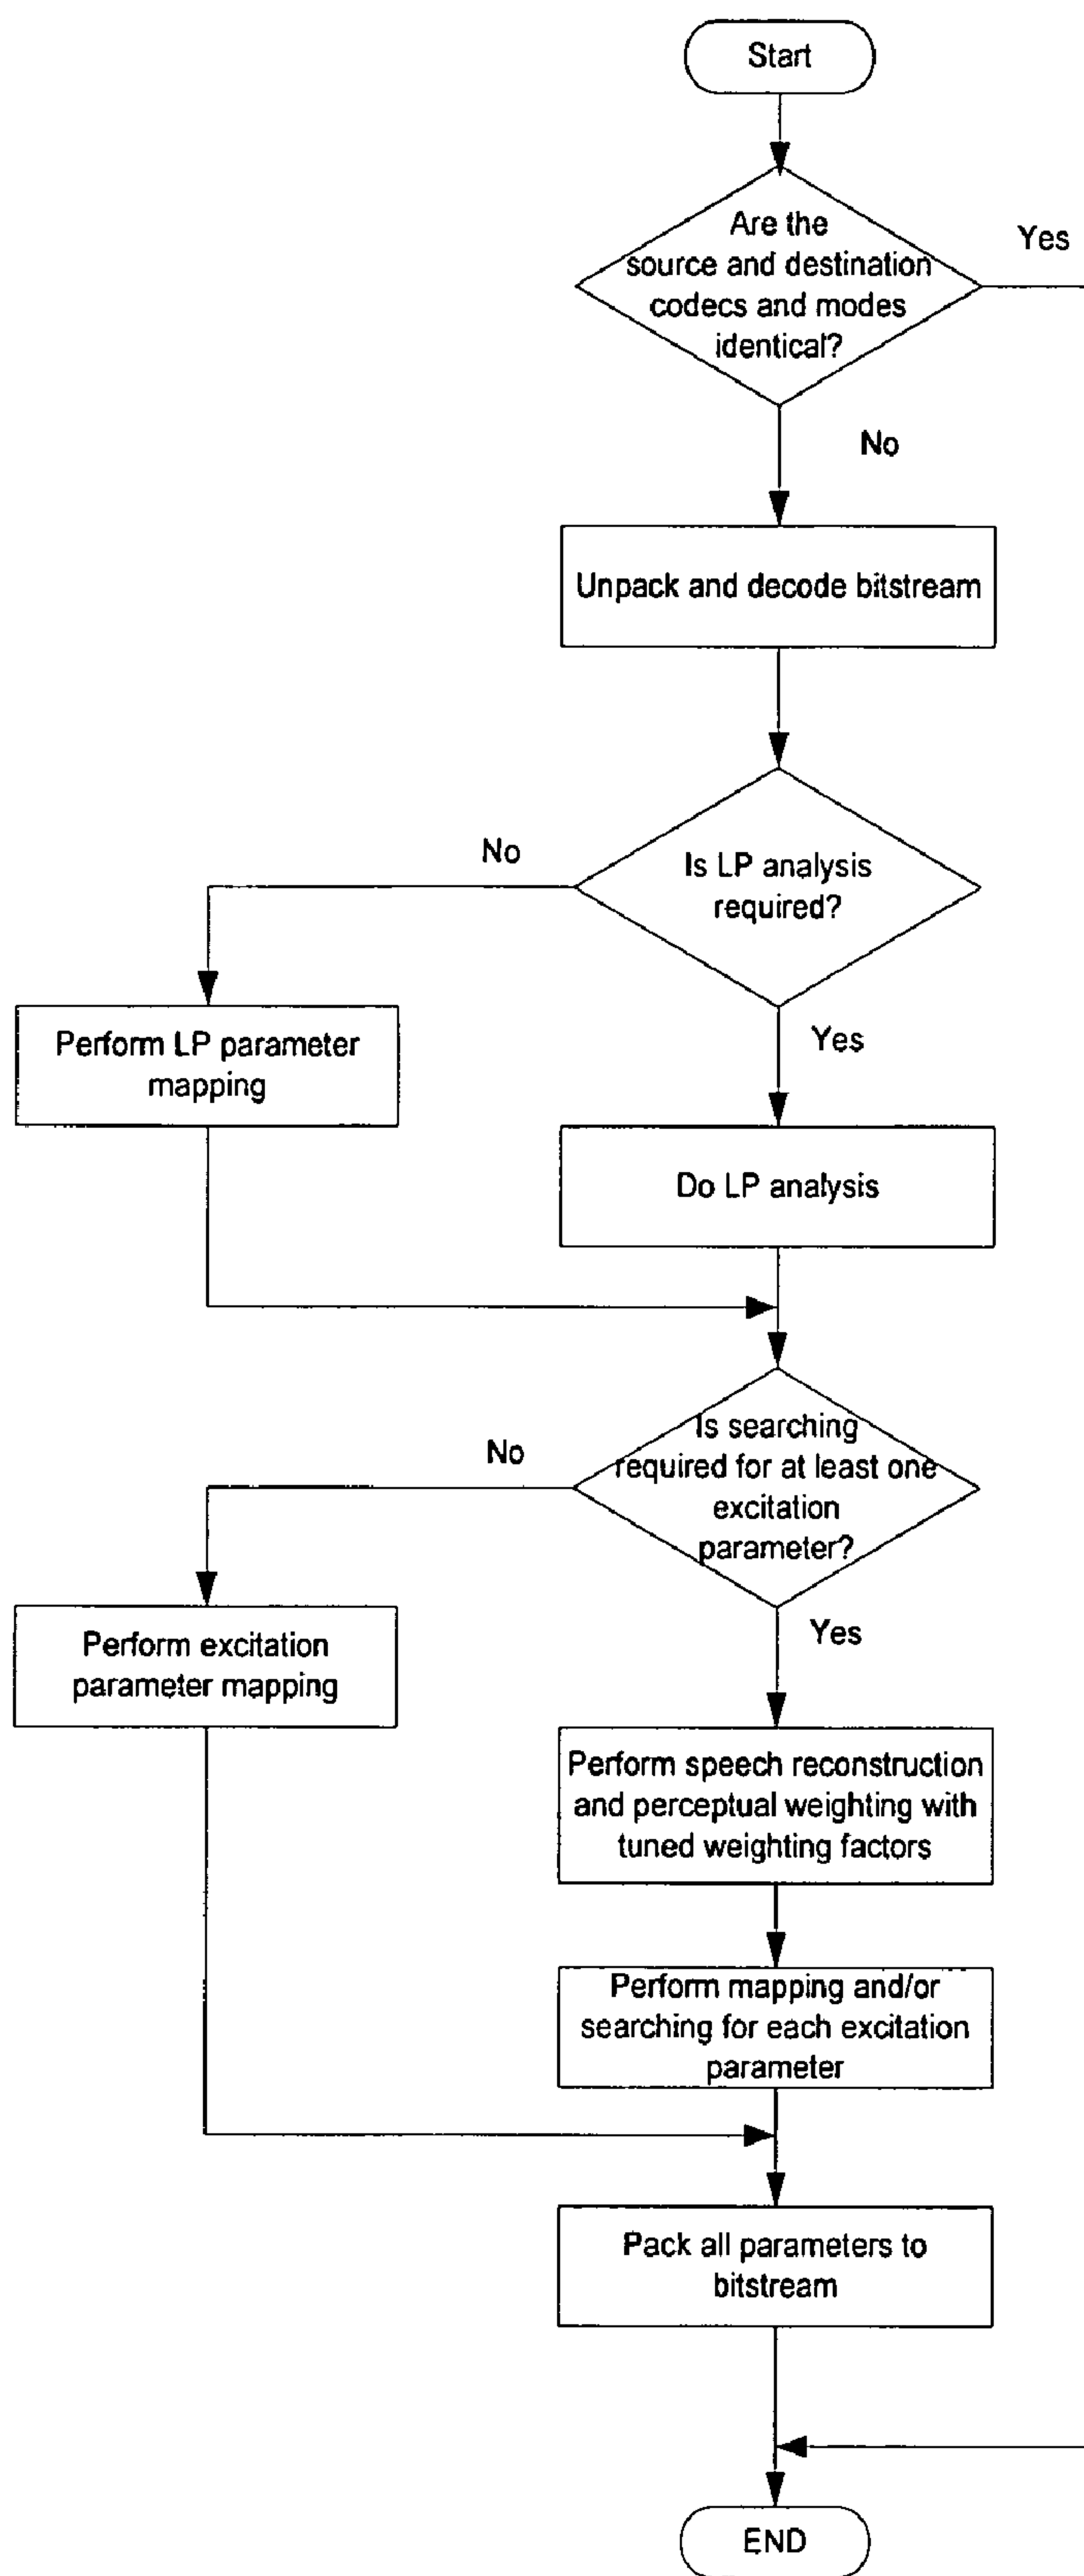 Start
Are the
source and destination
codecs and modes
identical?
Yes
No
Unpack and decode bitstream
No
Is LP analysis
required?
Perform LP parameter
mapping
Yes
Do LP analysis
No
Is searching
required for at least one
excitation
parameter?
Perform excitation
parameter mapping
Yes
Perform speech reconstruction
and perceptual weighting with
tuned weighting factors
Perform mapping and/or
searching for each excitation
parameter
Pack all parameters to
bitstream
END